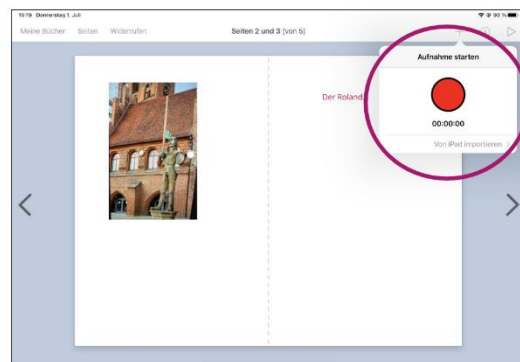 15:19 Donnerstag 1. Juli
90 %
Meine Bücher Seiten Widerrufen Seiten 2 und 3 (von 5)
Aufnahme starten
Der Roland.
00:00:00
Von iPad importieren